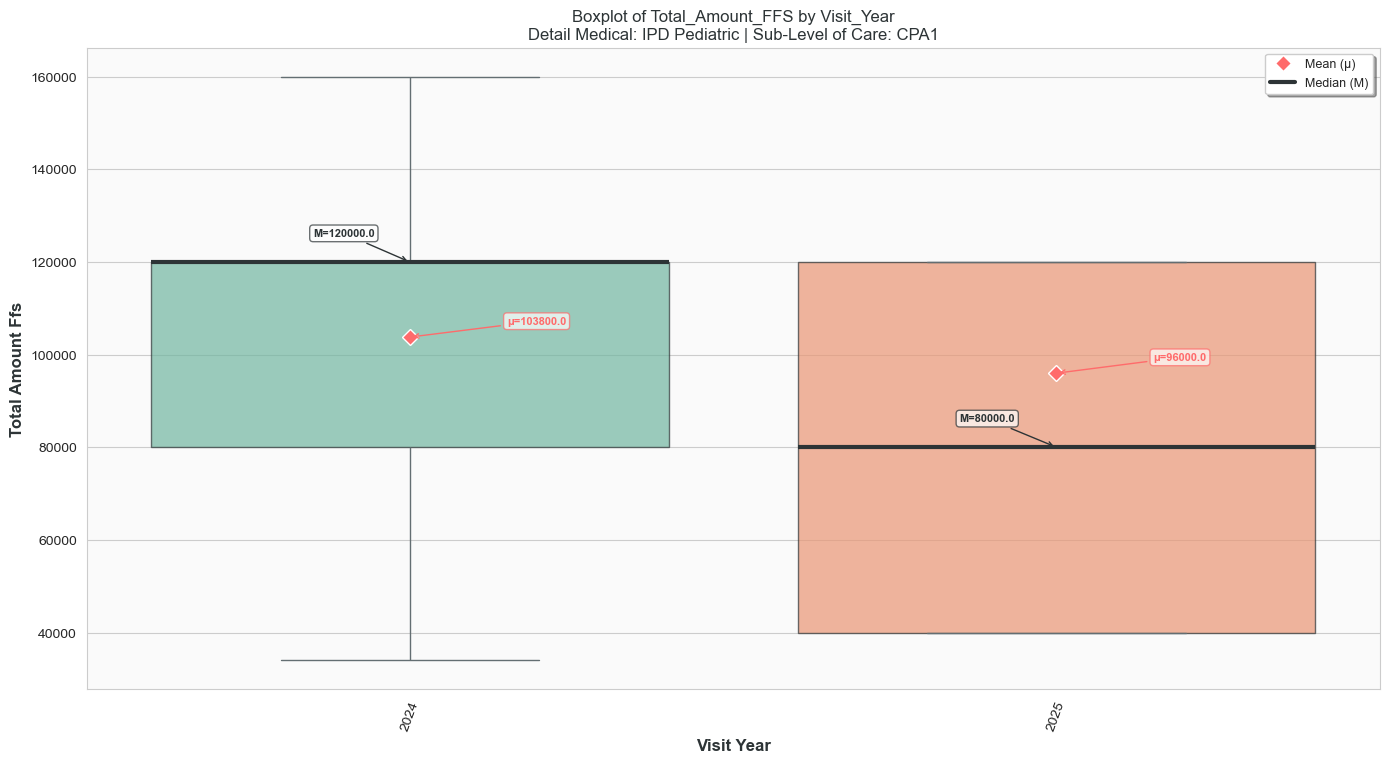 Boxplot of Total_Amount_FFS by Visit_Year
Detail Medical: IPD Pediatric | Sub-Level of Care: CPA1
Mean (μ)
Median (M)
Total Amount Ffs
160000
140000
120000
100000
80000
60000
40000
M=120000.0
μ=103800.0
μ=96000.0
M=80000.0
2024
2025
Visit Year